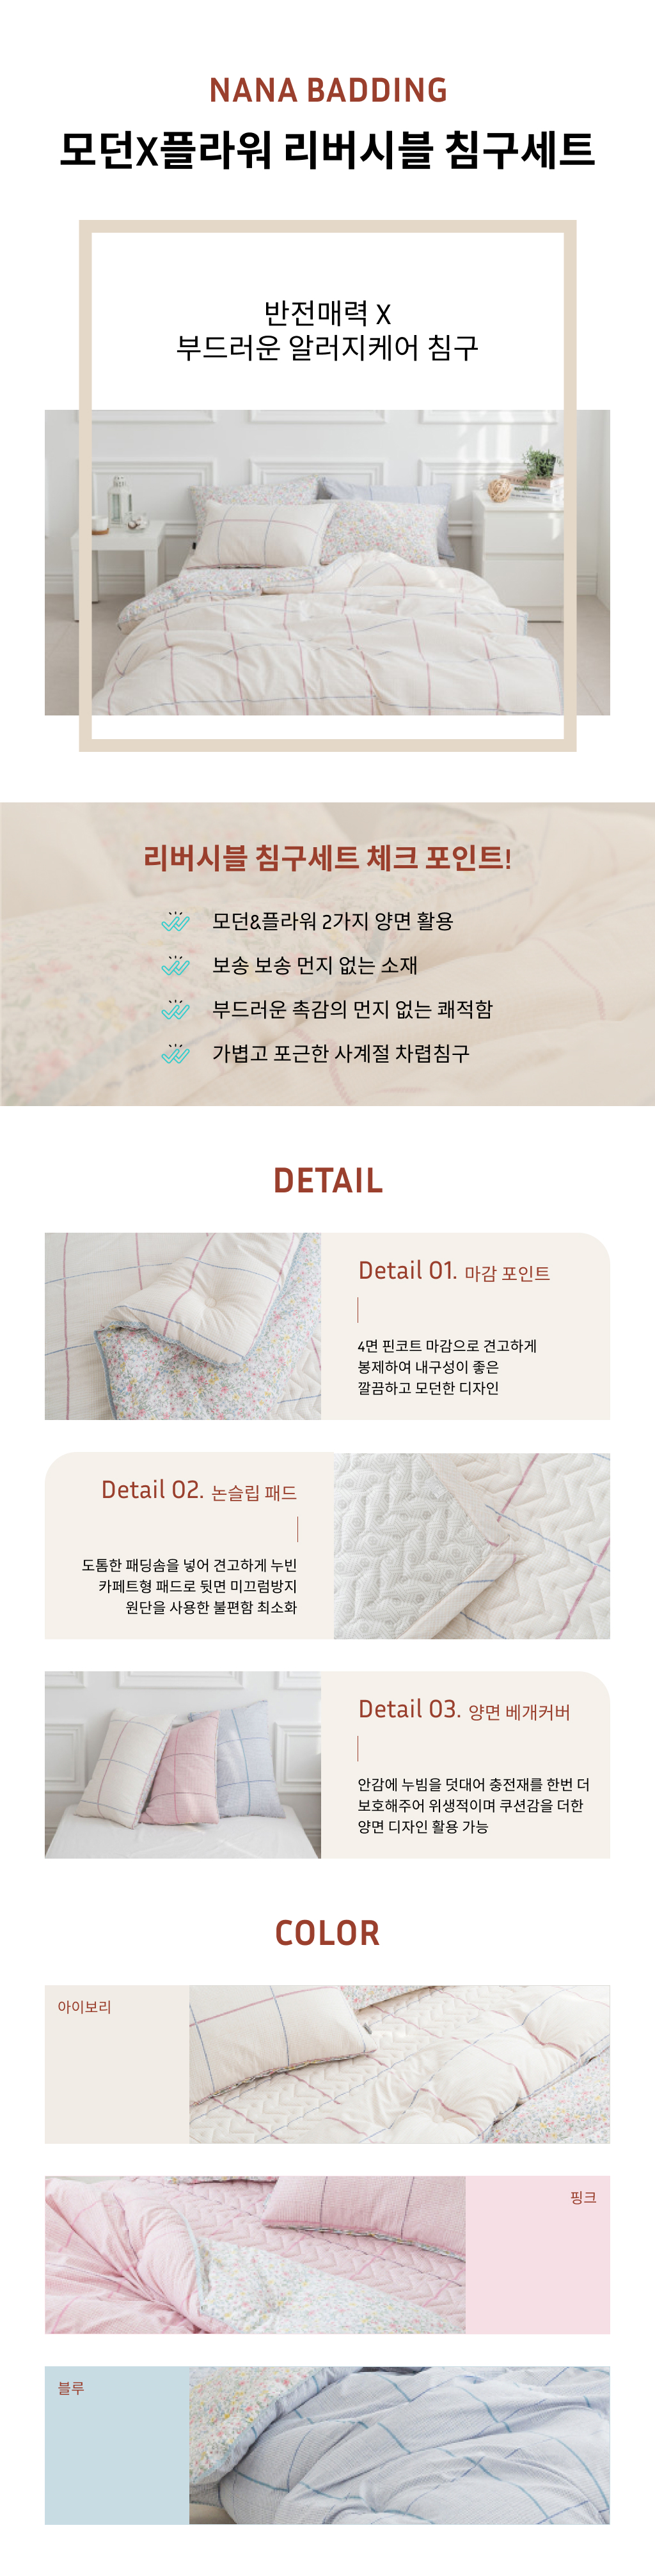 NANA BADDING
모던X플라워 리버시블 침구세트
반전매력 X
부드러운 알러지케어 침구
리버시블 침구세트 체크 포인트!
모던&플라워 2가지 양면 활용
보송 보송 먼지 없는 소재
부드러운 촉감의 먼지 없는 쾌적함
가볍고 포근한 사계절 차렵침구
DETAIL
Detail 01. 마감 포인트
4면 핀코트 마감으로 견고하게
봉제하여 내구성이 좋은
깔끔하고 모던한 디자인
Detail 02. 논슬립 패드
도톰한 패딩솜을 넣어 견고하게 누빈
카페트형 패드로 뒷면 미끄럼방지
원단을 사용한 불편함 최소화
Detail 03. 양면 베개커버
안감에 누빔을 덧대어 충전재를 한번 더
보호해주어 위생적이며 쿠션감을 더한
양면 디자인 활용 가능
COLOR
아이보리
핑크
블루